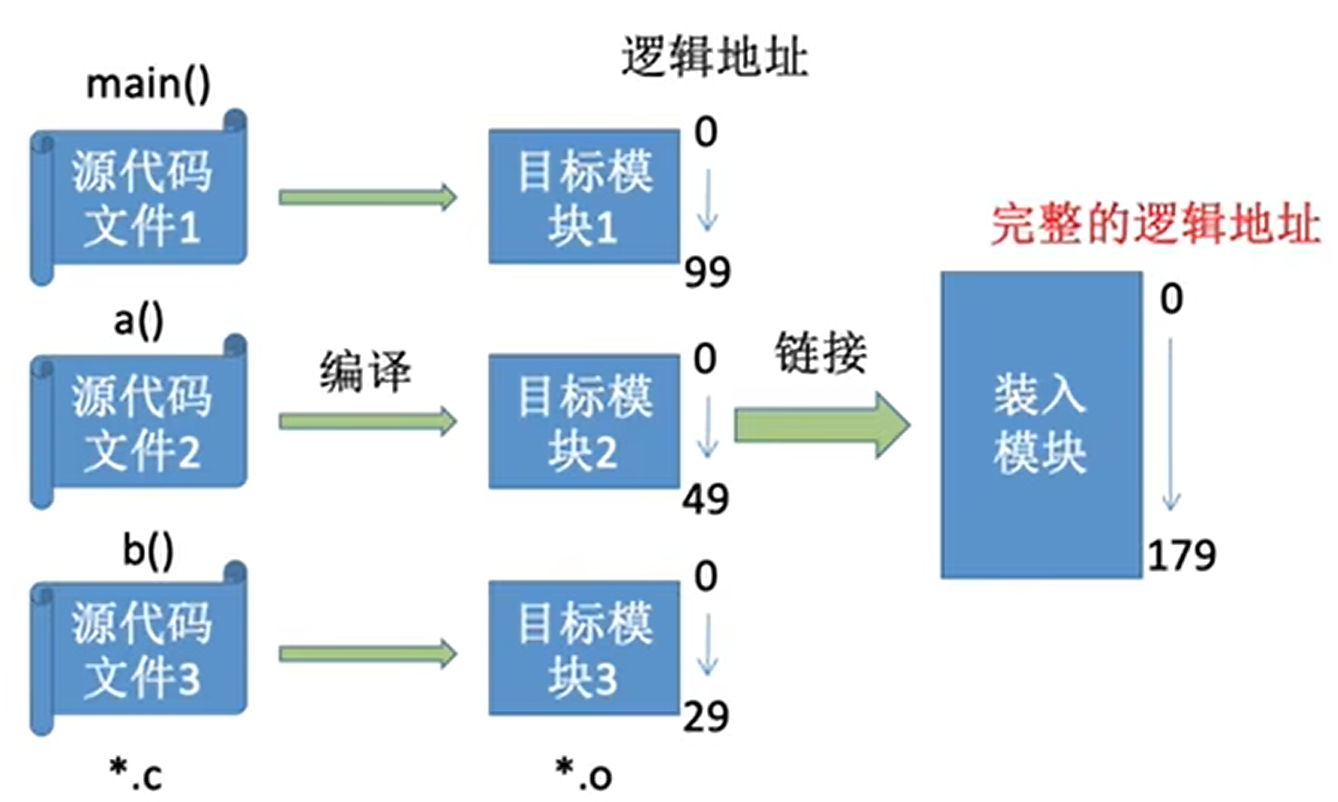 逻辑地址
main()
源代码
文件1
目标模
块1
0
99
a()
源代码
文件2
编译
目标模
块2
0
49
链接
b()
源代码
文件3
目标模
块3
0
29
*.c
*.o
完整的逻辑地址
装入
模块
0
179